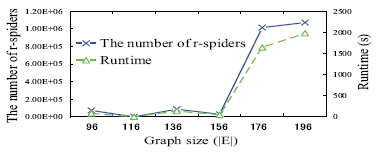 1.20E+06
1.00E+06
8.00E+05
6.00E+05
4.00E+05
2.00E+05
0.00E+00
The number of r-spiders
The number of r-spiders
Runtime
2,500
2000
1500
1000
500
0
Runtime (s)
96 116 136 156 176 196
Graph size (|E|)